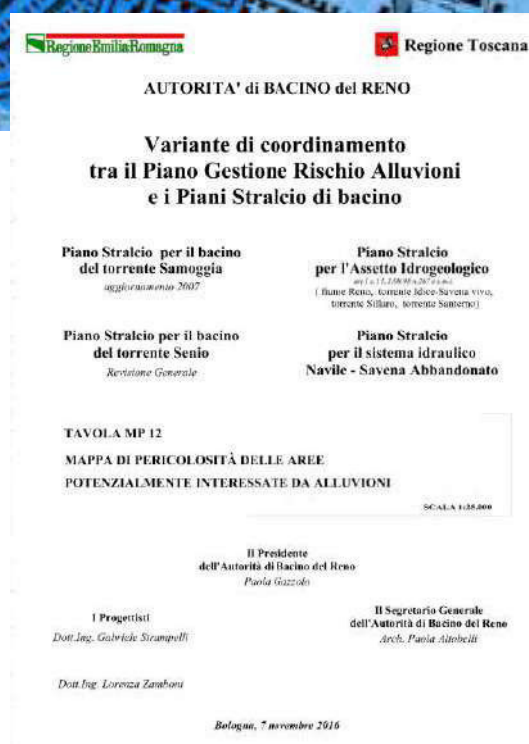 Regione Emilia-Romagna
Regione Toscana
AUTORITA' di BACINO del RENO
Variante di coordinamento
tra il Piano Gestione Rischio Alluvioni
e i Piani Stralcio di bacino
Piano Stralcio per il bacino
del torrente Samoggia
aggiornamento 2007
Piano Stralcio
per l'Assetto Idrogeologico
( fiume Reno, torrente Idice-Savena vivo,
torrente Sillaro, torrente Santerno)
Piano Stralcio per il bacino
del torrente Senio
Revisione Generale
Piano Stralcio
per il sistema idraulico
Navile - Savena Abbandonato
TAVOLA MP 12
MAPPA DI PERICOLOSITÀ DELLE AREE
POTENZIALMENTE INTERESSATE DA ALLUVIONI
SCALA 1:25.000
Il Presidente
dell'Autorità di Bacino del Reno
Paola Gazzolo
I Progettisti
Dott.Ing. Gabriele Strampelli
Il Segretario Generale
dell'Autorità di Bacino del Reno
Arch. Paola Altobelli
Dott.Ing. Lorenza Zamboni
Bologna, 7 novembre 2016